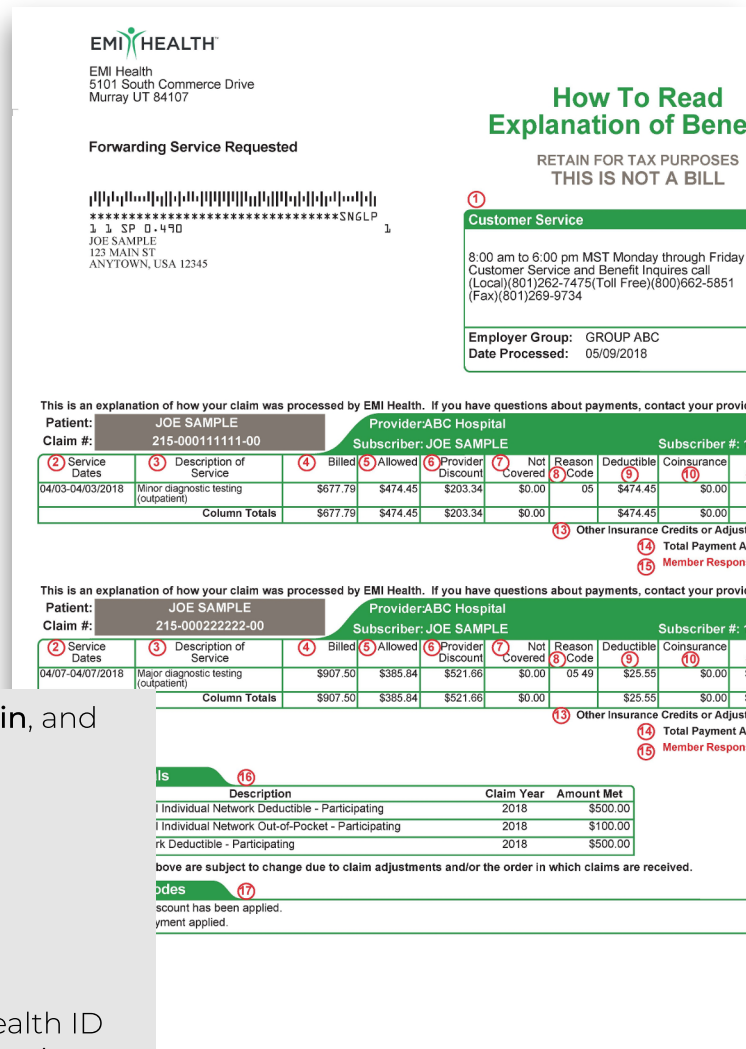 EMI HEALTH
EMI Health
5101 South Commerce Drive
Murray UT 84107
How To Read
Explanation of Bene
Forwarding Service Requested
RETAIN FOR TAX PURPOSES
THIS IS NOT A BILL
********************************SNGLP
1 1 SP 0.490 1
JOE SAMPLE
123 MAIN ST
ANYTOWN, USA 12345
1
Customer Service
8:00 am to 6:00 pm MST Monday through Friday
Customer Service and Benefit Inquires call
(Local)(801)262-7475(Toll Free)(800)662-5851
(Fax)(801)269-9734
Employer Group: GROUP ABC
Date Processed: 05/09/2018
This is an explanation of how your claim was processed by EMI Health. If you have questions about payments, contact your provi
Patient: JOE SAMPLE Provider:ABC Hospital
Claim #: 215-000111111-00 Subscriber: JOE SAMPLE Subscriber #: 1
2 Service 3 Description of 4 Billed 5 Allowed 6 Provider 7 Not Reason Deductible Coinsurance
Dates Service Discount Covered 8 Code 9 10
04/03-04/03/2018 Minor diagnostic testing $677.79 $474.45 $203.34 $0.00 05 $474.45 $0.00
(outpatient)
Column Totals $677.79 $474.45 $203.34 $0.00 $474.45 $0.00
13 Other Insurance Credits or Adjust
14 Total Payment A
15 Member Respon
This is an explanation of how your claim was processed by EMI Health. If you have questions about payments, contact your provi
Patient: JOE SAMPLE Provider:ABC Hospital
Claim #: 215-000222222-00 Subscriber: JOE SAMPLE Subscriber #: 1
2 Service 3 Description of 4 Billed 5 Allowed 6 Provider 7 Not Reason Deductible Coinsurance
Dates Service Discount Covered 8 Code 9 10
04/07-04/07/2018 Major diagnostic testing $907.50 $385.84 $521.66 $0.00 05 49 $25.55 $0.00
(outpatient)
Column Totals $907.50 $385.84 $521.66 $0.00 $25.55 $0.00
13 Other Insurance Credits or Adjust
14 Total Payment A
15 Member Respon
in, and
ls 16
Description Claim Year Amount Met
l Individual Network Deductible - Participating 2018 $500.00
l Individual Network Out-of-Pocket - Participating 2018 $100.00
rk Deductible - Participating 2018 $500.00
bove are subject to change due to claim adjustments and/or the order in which claims are received.
odes 17
scount has been applied.
yment applied.
ealth ID